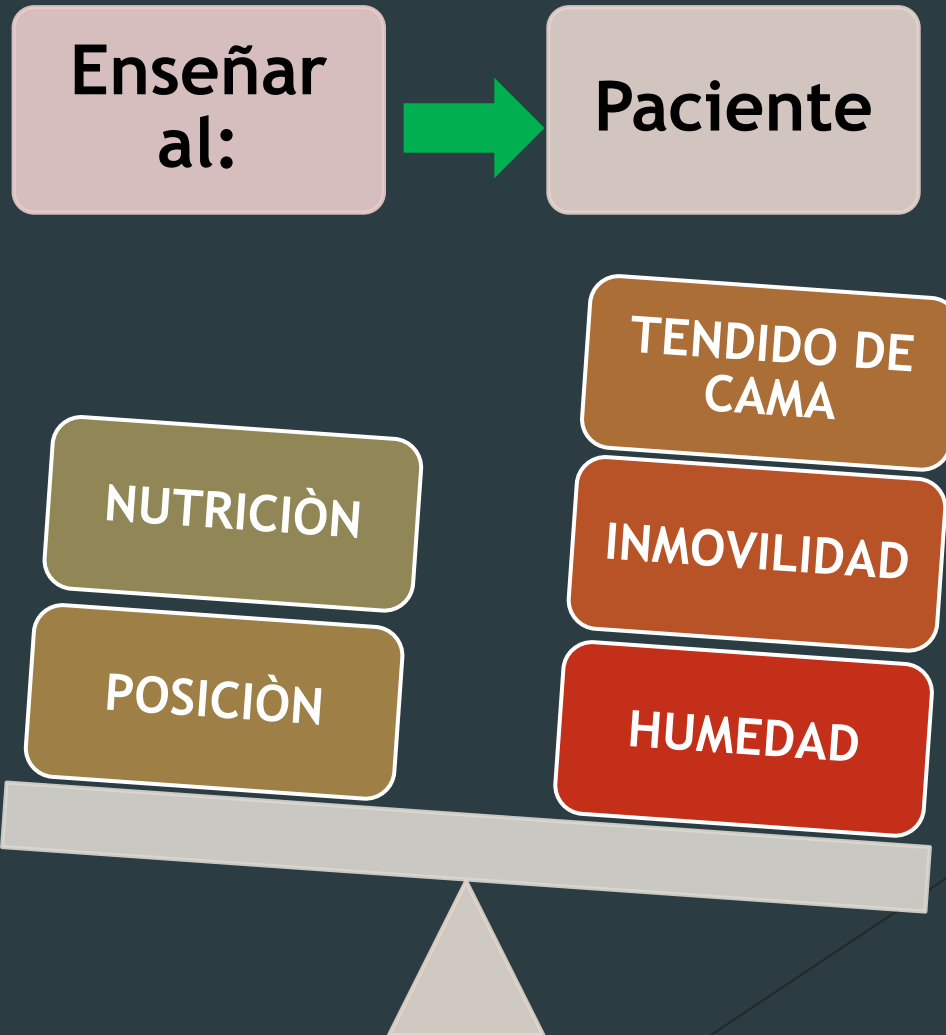 Enseñar
al:
Paciente
TENDIDO DE
CAMA
NUTRICIÒN
INMOVILIDAD
POSICIÒN
HUMEDAD